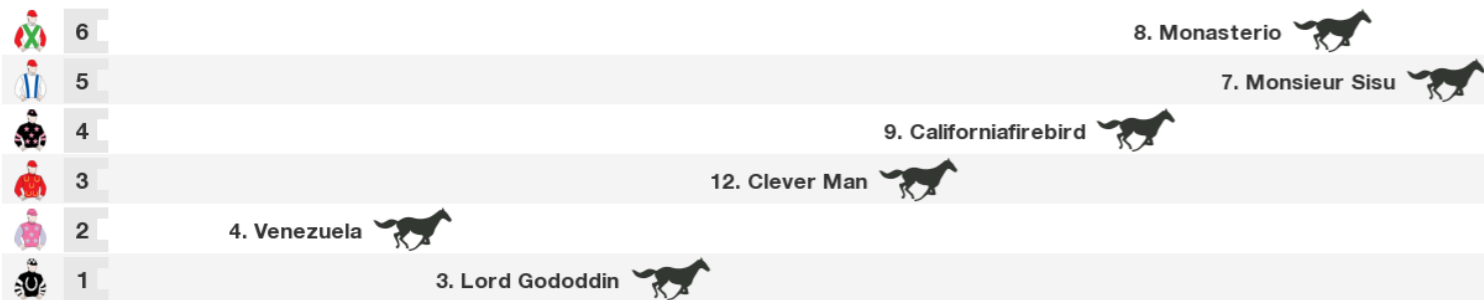 6 8. Monasterio
5 7. Monsieur Sisu
4 9. Californiafirebird
3 12. Clever Man
2 4. Venezuela
1 3. Lord Gododdin